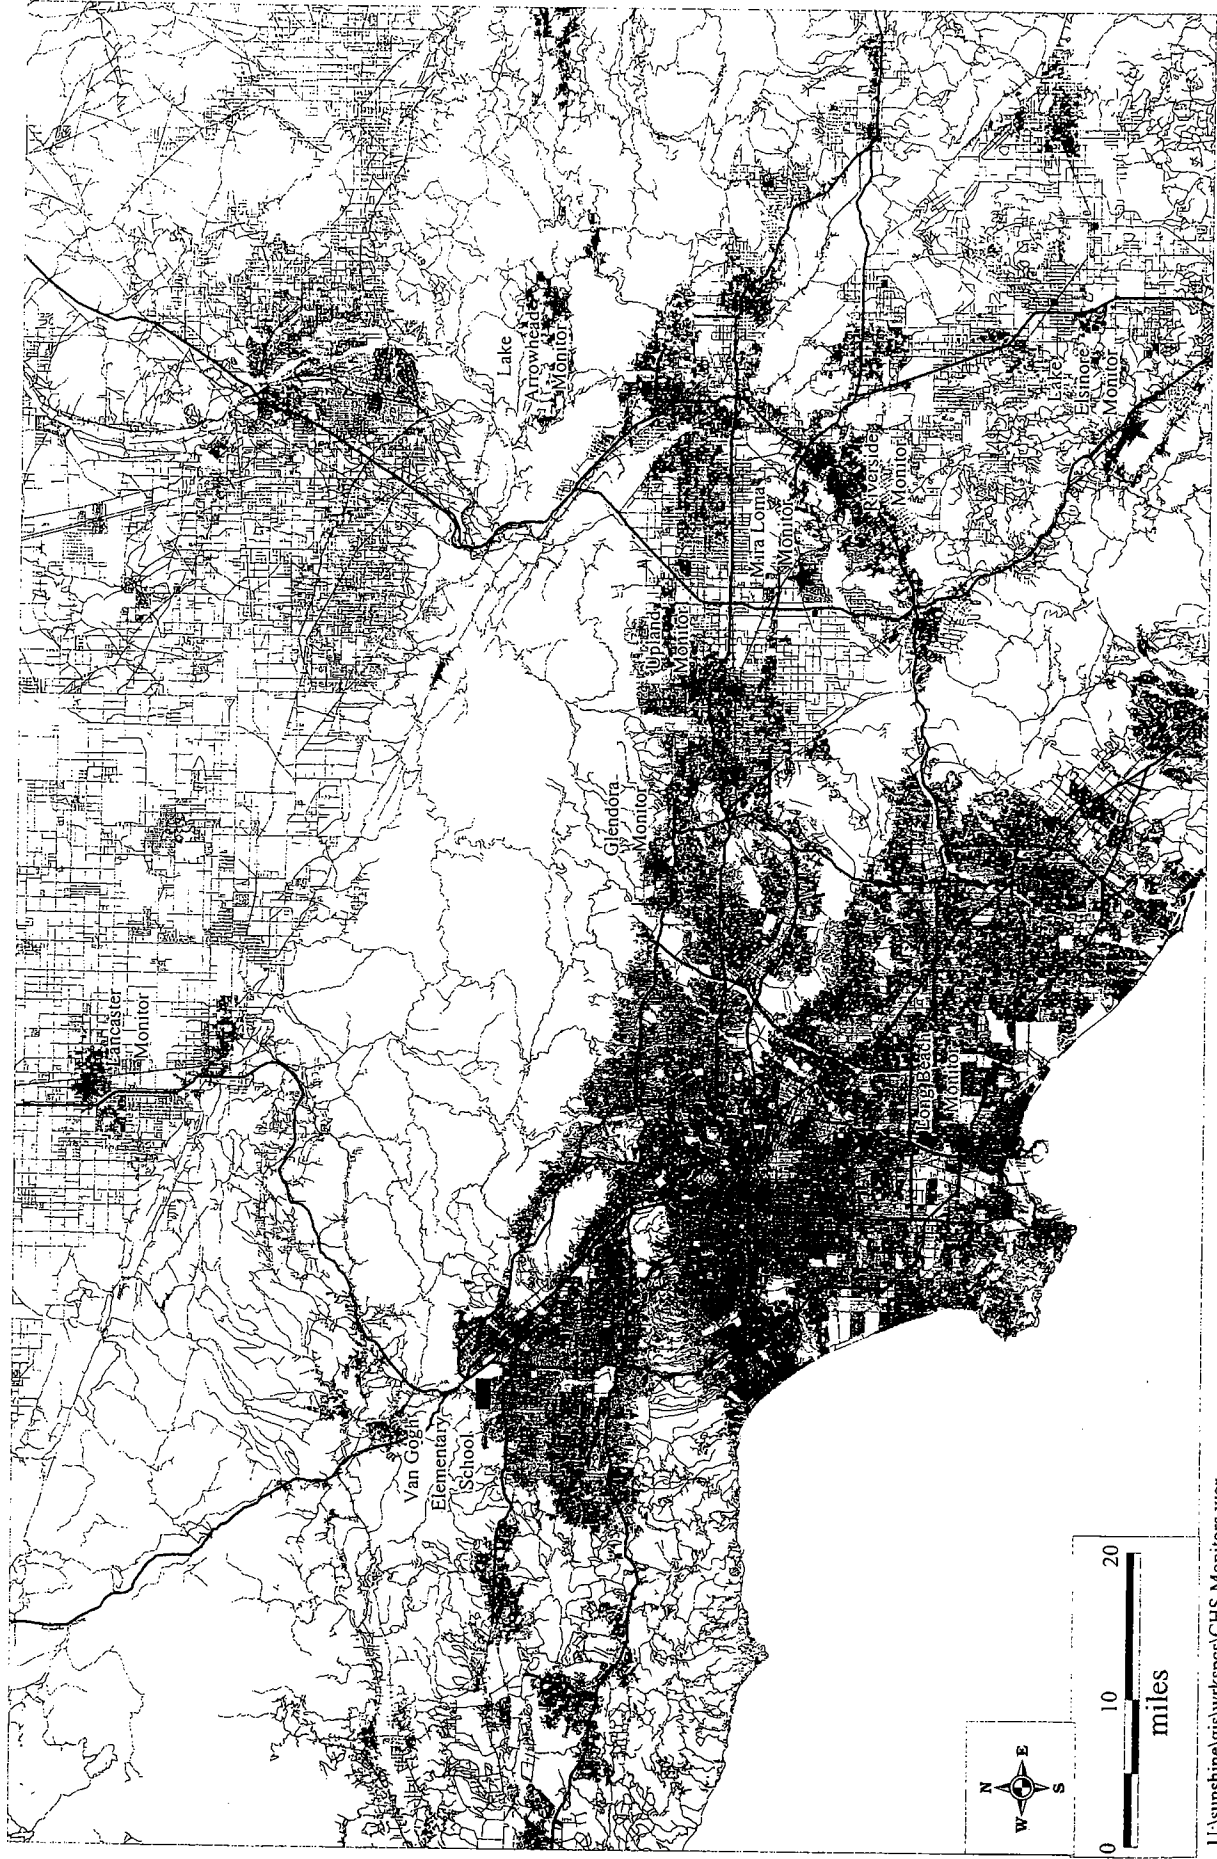 Lancaster
Monitor
Van Gogh
Elementary
School
Lake
Arrowhead
Monitor
Glendora
Monitor
Upland
Monitor
Mira Loma
Monitor
Riverside
Monitor
Long Beach
Monitor
Lake
Elsinore
Monitor
N
W E
S
0 10 20
miles